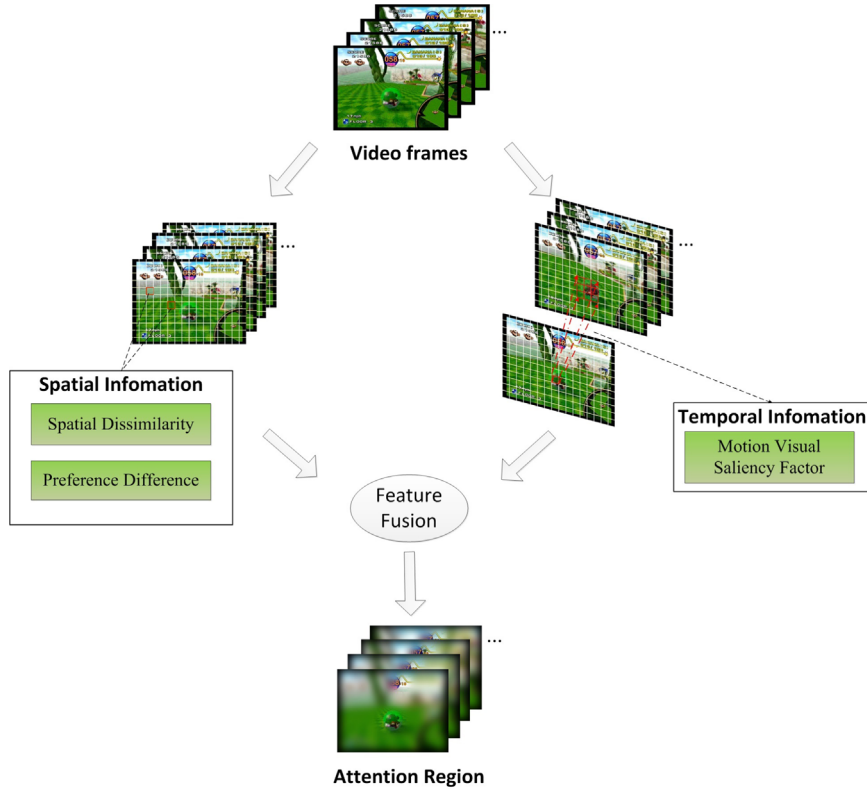 ...
Video frames
...
...
Spatial Infomation
Spatial Dissimilarity
Preference Difference
Temporal Infomation
Motion Visual
Saliency Factor
Feature
Fusion
...
Attention Region